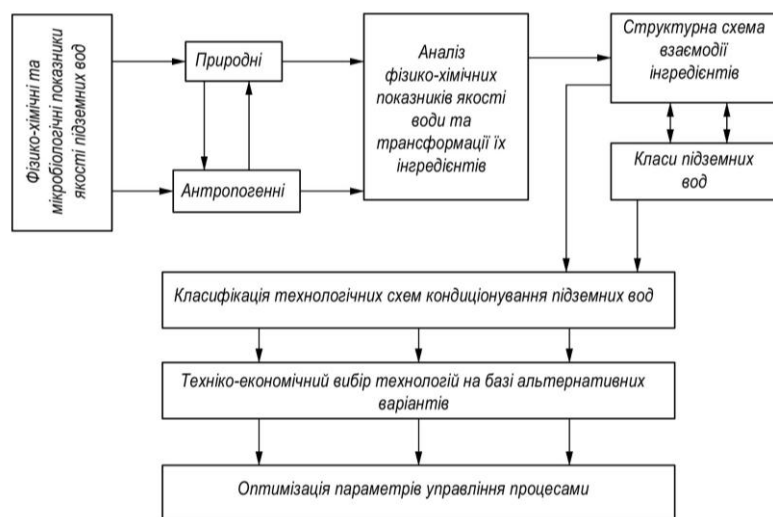 Фізико-хімічні та
мікробіологічні показники
якості підземних вод
Природні
Антропогенні
Аналіз
фізико-хімічних
показників якості
води та
трансформації їх
інгредієнтів
Структурна схема
взаємодії
інгредієнтів
Класи підземних
вод
Класифікація технологічних схем кондиціонування підземних вод
Техніко-економічний вибір технологій на базі альтернативних
варіантів
Оптимізація параметрів управління процесами